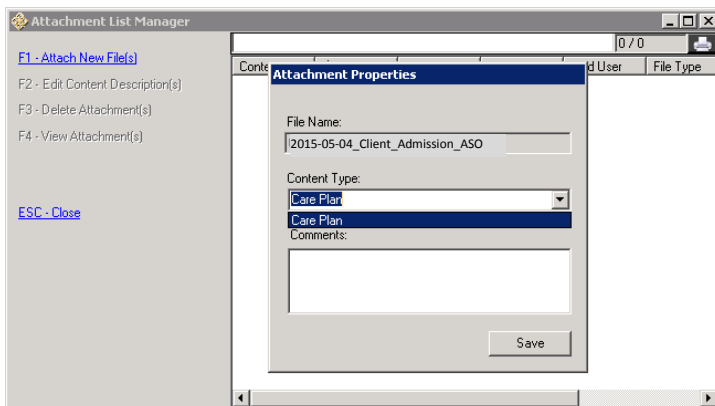 Attachment List Manager
F1 - Attach New File(s)
F2 - Edit Content Description(s)
F3 - Delete Attachment(s)
F4 - View Attachment(s)
ESC - Close
0 / 0
User
File Type
Attachment Properties
File Name:
2015-05-04_Client_Admission_ASO
Content Type:
Care Plan
Care Plan
Comments:
Save